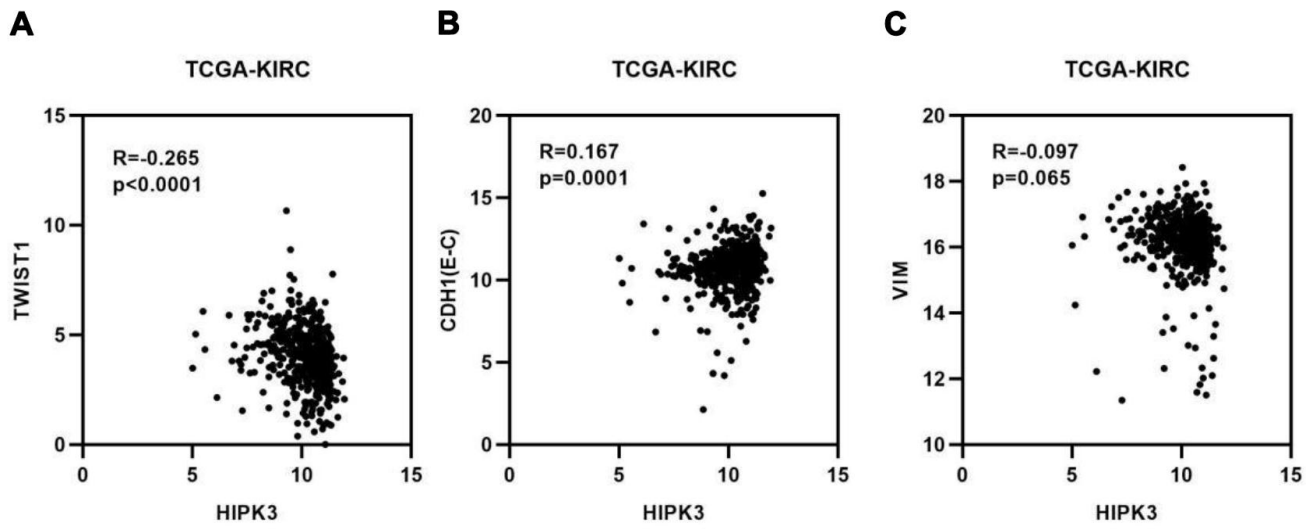 A
TCGA-KIRC
R=-0.265
p<0.0001
15
10
5
0
TWIST1
0 5 10 15
HIPK3
B
TCGA-KIRC
R=0.167
p=0.0001
20
15
10
5
0
CDH1(E-C)
0 5 10 15
HIPK3
C
TCGA-KIRC
R=-0.097
p=0.065
20
18
16
14
12
10
VIM
0 5 10 15
HIPK3